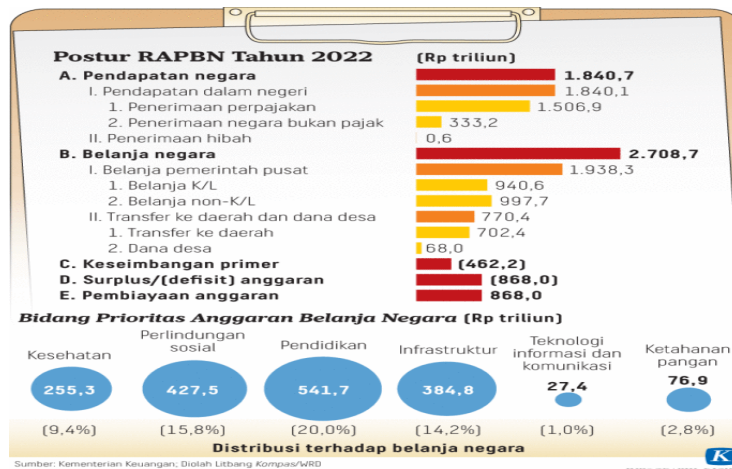 Postur RAPBN Tahun 2022 (Rp triliun)
A. Pendapatan negara 1.840,7
I. Pendapatan dalam negeri 1.840,1
1. Penerimaan perpajakan 1.506,9
2. Penerimaan negara bukan pajak 333,2
II. Penerimaan hibah 0,6
B. Belanja negara 2.708,7
I. Belanja pemerintah pusat 1.938,3
1. Belanja K/L 940,6
2. Belanja non-K/L 997,7
II. Transfer ke daerah dan dana desa 770,4
1. Transfer ke daerah 702,4
2. Dana desa 68,0
C. Keseimbangan primer (462,2)
D. Surplus/(defisit) anggaran (868,0)
E. Pembiayaan anggaran 868,0
Bidang Prioritas Anggaran Belanja Negara (Rp triliun)
Kesehatan
255,3
(9,4%)
Perlindungan
sosial
427,5
(15,8%)
Pendidikan
541,7
(20,0%)
Infrastruktur
384,8
(14,2%)
Teknologi
informasi dan
komunikasi
27,4
(1,0%)
Ketahanan
pangan
76,9
(2,8%)
Distribusi terhadap belanja negara
K
Sumber: Kementerian Keuangan; Diolah Litbang Kompas/WRD